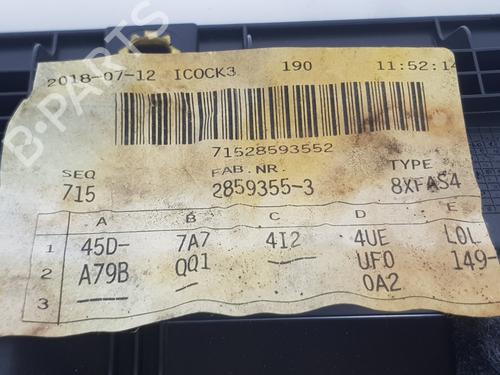 B-PARTS
2018-07-12 ICOCK3 190 11:52:14
71528593552
SEQ FAB.NR. TYPE
715 2859355-3 8XFAS4
A B C D E
1 45D- 7A7 4I2 4UE L0L
2 A79B QQ1 -- UF0 149-
3 -- 0A2